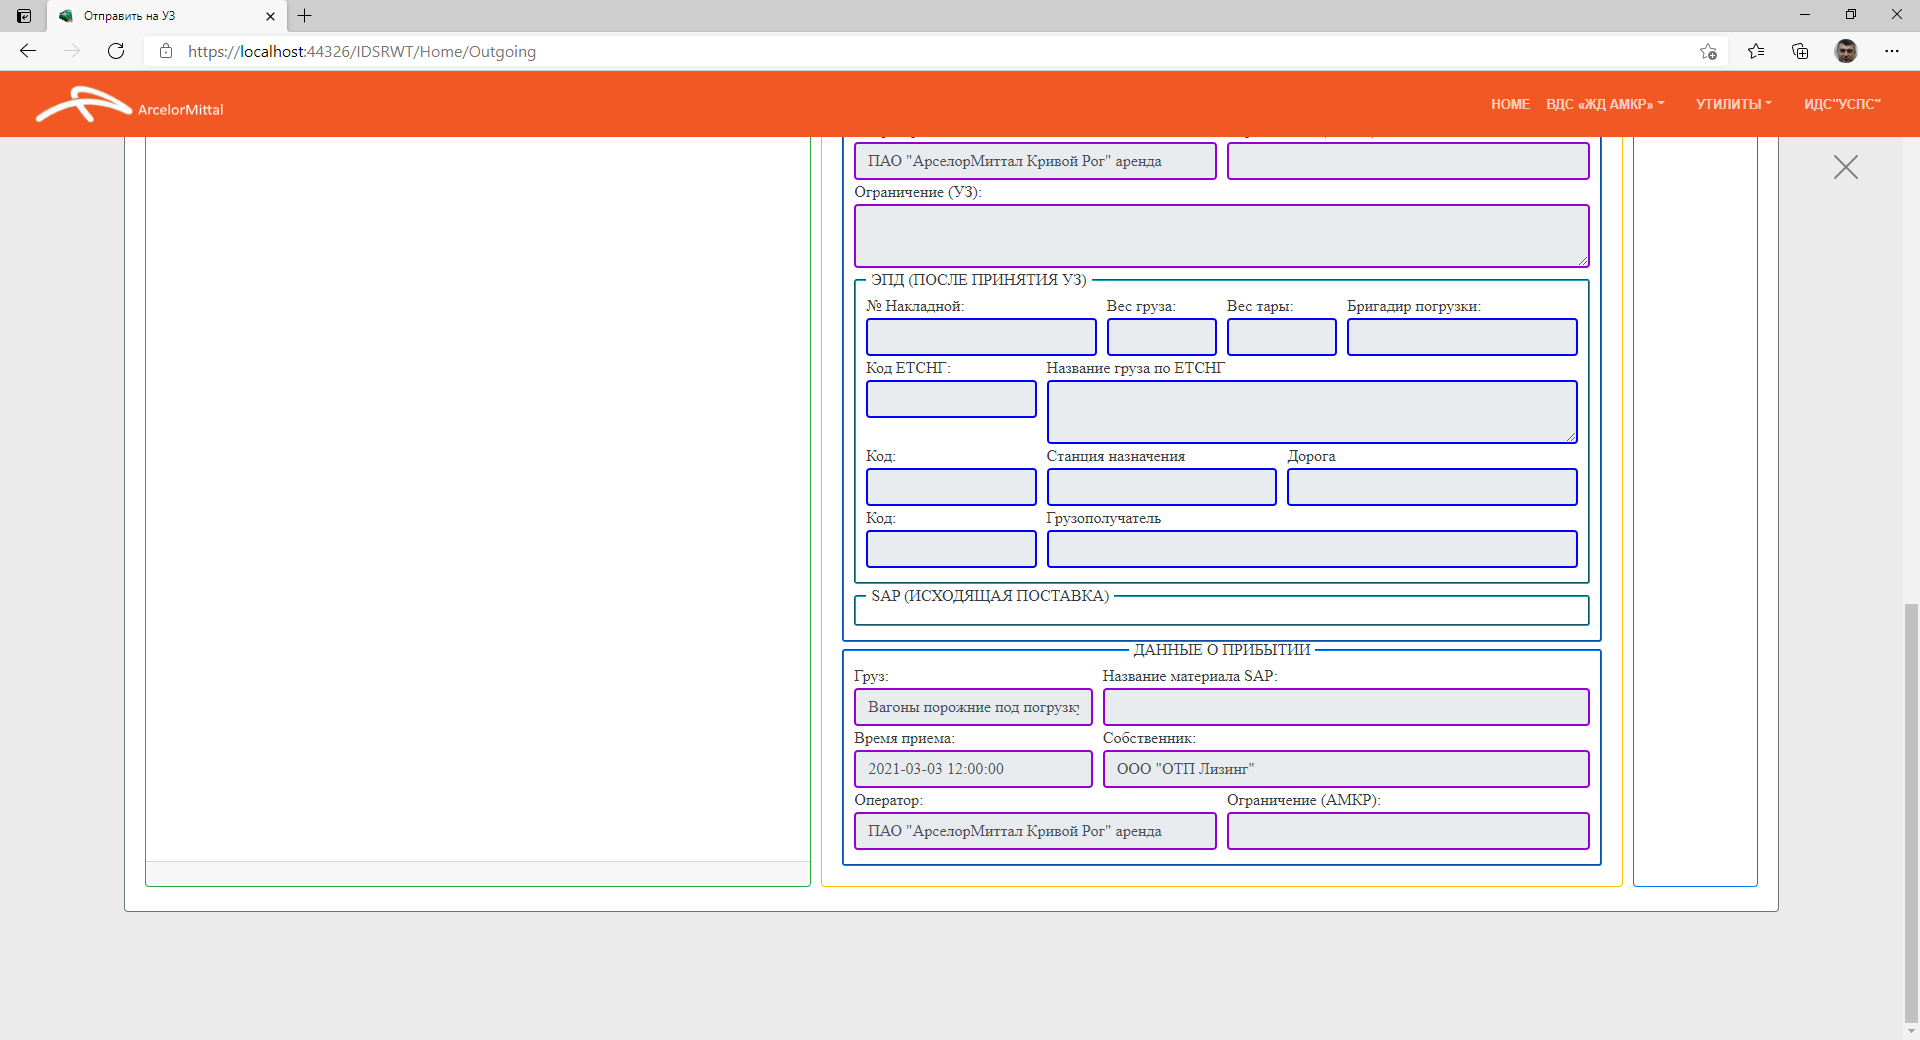 Отправить на УЗ
https://localhost:44326/IDSRWT/Home/Outgoing
ArcelorMittal
HOME ВДС «ЖД АМКР» УТИЛИТЫ ИДС"УСПС"
ПАО "АрселорМиттал Кривой Рог" аренда
Ограничение (УЗ):
ЭПД (ПОСЛЕ ПРИНЯТИЯ УЗ)
№ Накладной: Вес груза: Вес тары: Бригадир погрузки:
Код ЕТСНГ: Название груза по ЕТСНГ
Код: Станция назначения Дорога
Код: Грузополучатель
SAP (ИСХОДЯЩАЯ ПОСТАВКА)
ДАННЫЕ О ПРИБЫТИИ
Груз: Название материала SAP:
Вагоны порожние под погрузку
Время приема: Собственник:
2021-03-03 12:00:00 ООО "ОТП Лизинг"
Оператор: Ограничение (АМКР):
ПАО "АрселорМиттал Кривой Рог" аренда